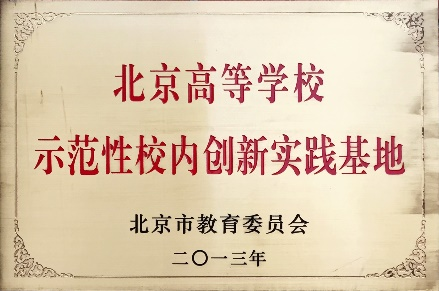 北京高等学校
示范性校内创新实践基地
北京市教育委员会
二〇一三年